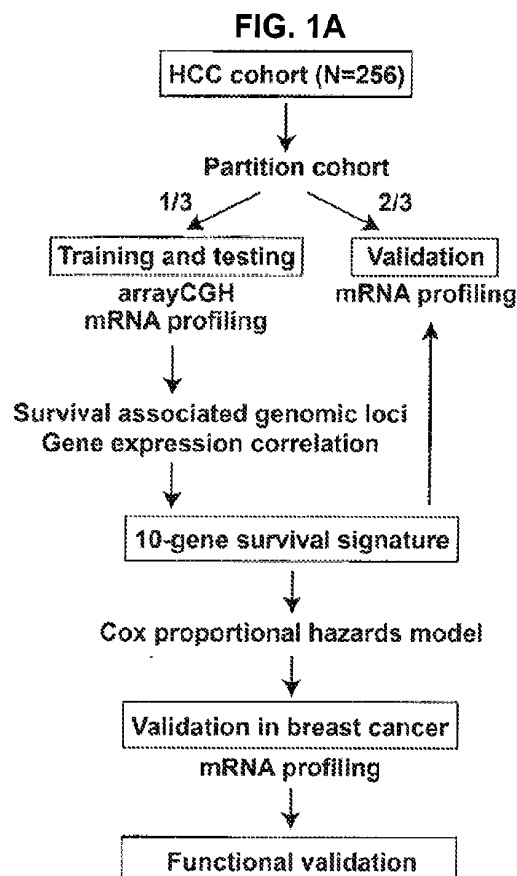 FIG. 1A
HCC cohort (N=256)
Partition cohort
1/3
2/3
Training and testing
arrayCGH
mRNA profiling
Validation
mRNA profiling
Survival associated genomic loci
Gene expression correlation
10-gene survival signature
Cox proportional hazards model
Validation in breast cancer
mRNA profiling
Functional validation